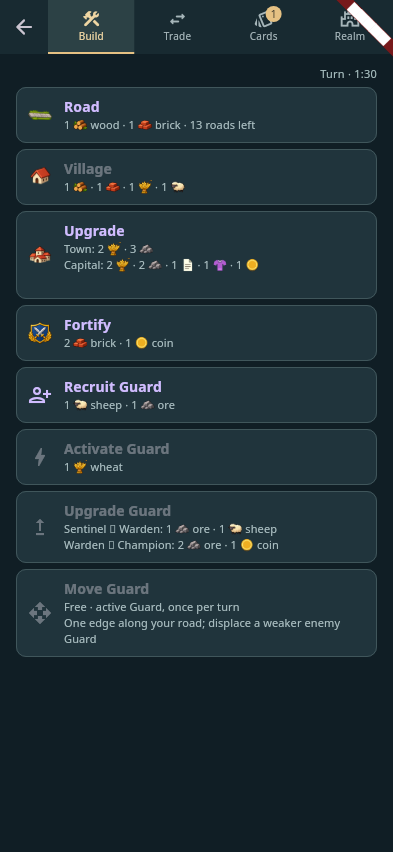 Build
Trade
1
Cards
Realm
Turn · 1:30
Road
1 wood · 1 brick · 13 roads left
Village
1 · 1 · 1 · 1
Upgrade
Town: 2 · 3
Capital: 2 · 2 · 1 · 1 · 1
Fortify
2 brick · 1 coin
Recruit Guard
1 sheep · 1 ore
Activate Guard
1 wheat
Upgrade Guard
Sentinel ▯ Warden: 1 ore · 1 sheep
Warden ▯ Champion: 2 ore · 1 coin
Move Guard
Free · active Guard, once per turn
One edge along your road; displace a weaker enemy
Guard